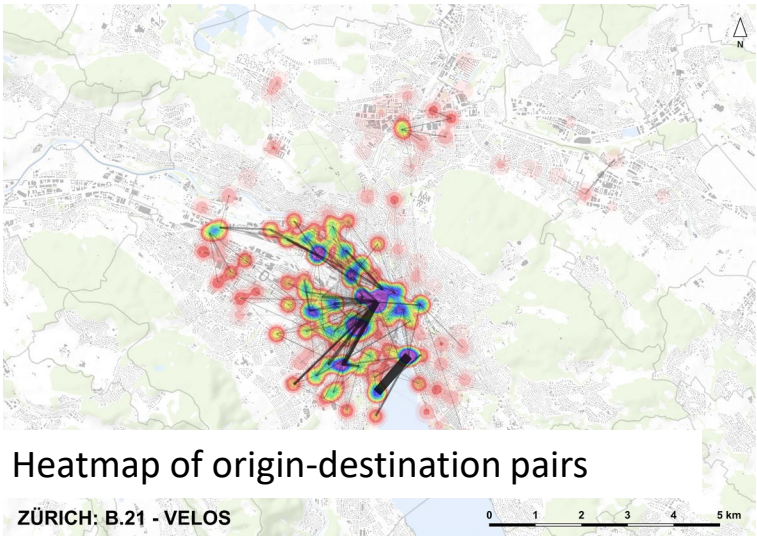 N
Heatmap of origin-destination pairs
ZÜRICH: B.21 - VELOS
0 1 2 3 4 5 km